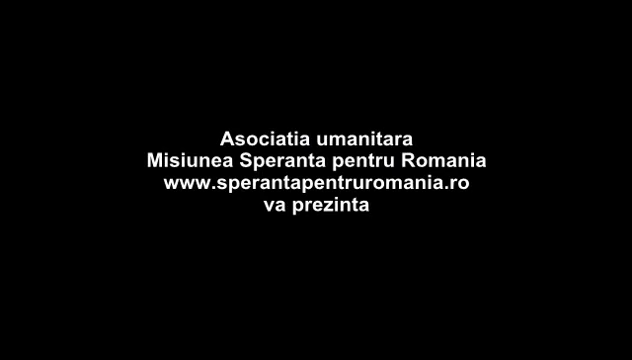 Asociatia umanitara
Misiunea Speranta pentru Romania
www.sperantapentruromania.ro
va prezinta